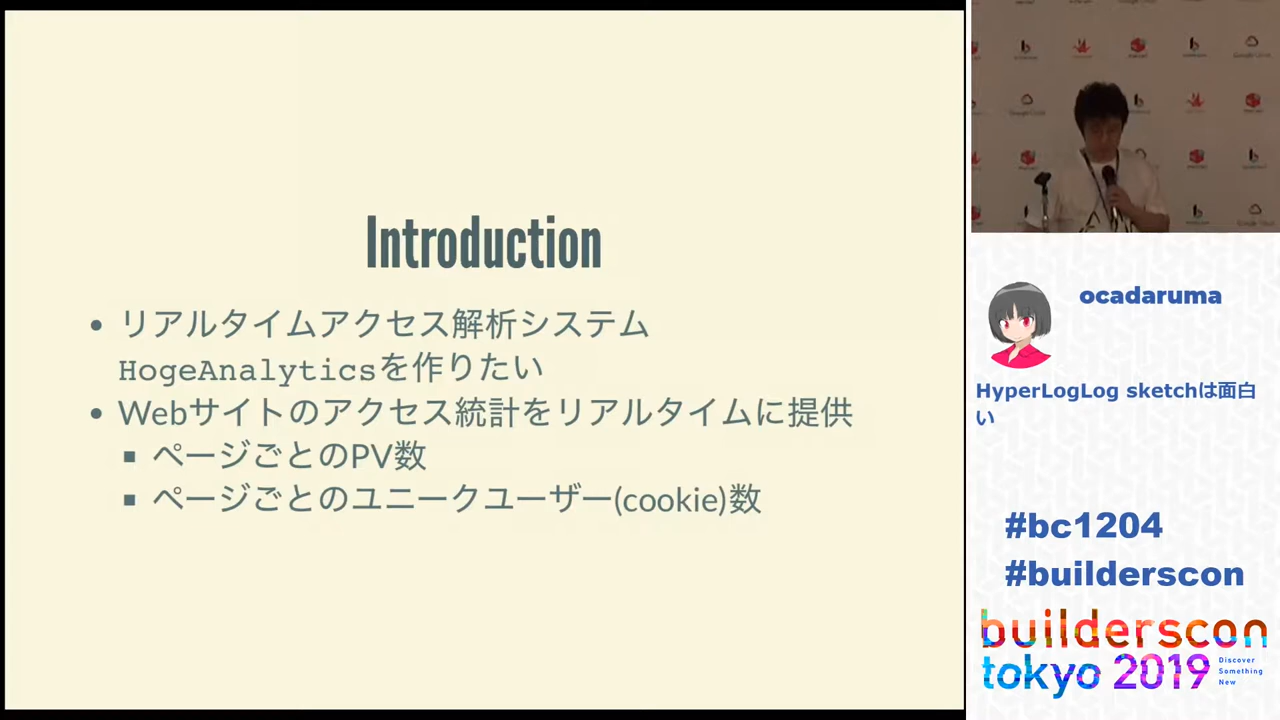 Introduction
リアルタイムアクセス解析システム
HogeAnalyticsを作りたい
Webサイトのアクセス統計をリアルタイムに提供
ページごとのPV数
ページごとのユニークユーザー(cookie)数
ocadaruma
HyperLogLog sketchは面白
い
#bc1204
#builderscon
builderscon
tokyo 2019
Discover
Something
New